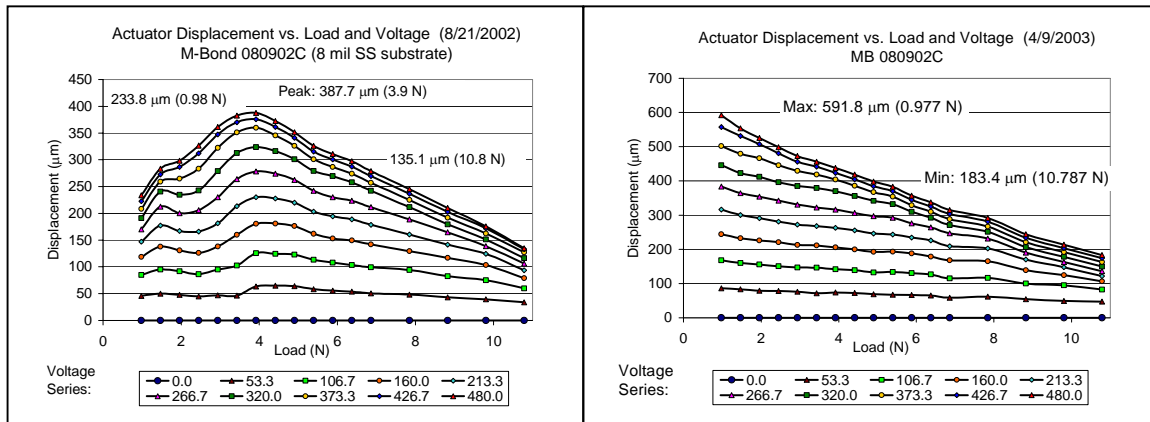 Actuator Displacement vs. Load and Voltage (8/21/2002)
M-Bond 080902C (8 mil SS substrate)
450
400
350
300
250
200
150
100
50
0
Displacement (μm)
233.8 μm (0.98 N)
Peak: 387.7 μm (3.9 N)
135.1 μm (10.8 N)
0 2 4 6 8 10
Load (N)
Voltage
Series:
0.0 53.3 106.7 160.0 213.3
266.7 320.0 373.3 426.7 480.0
Actuator Displacement vs. Load and Voltage (4/9/2003)
MB 080902C
700
600
500
400
300
200
100
0
Displacement (μm)
Max: 591.8 μm (0.977 N)
Min: 183.4 μm (10.787 N)
0 2 4 6 8 10
Load (N)
Voltage
Series:
0.0 53.3 106.7 160.0 213.3
266.7 320.0 373.3 426.7 480.0